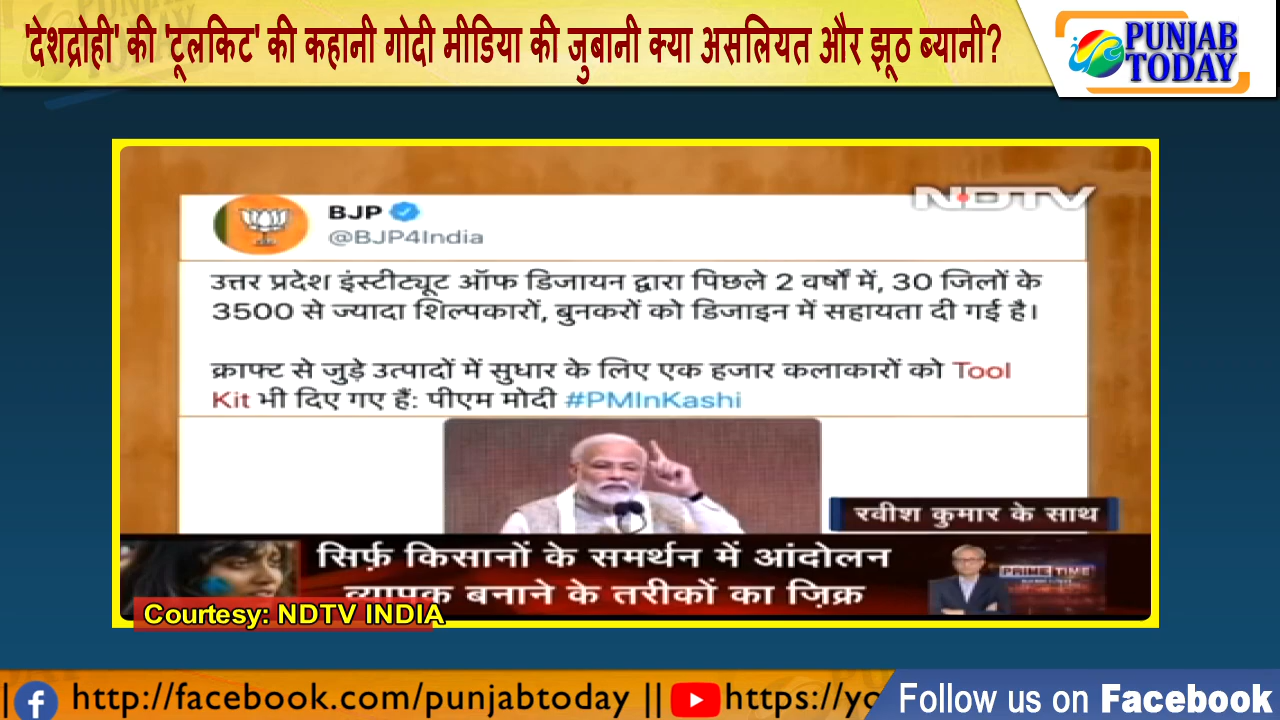 'देशद्रोही' की 'टूलकिट' की कहानी गोदी मीडिया की जुबानी क्या असलियत और झूठ ब्यानी?
PUNJAB
TODAY
NDTV
BJP
@BJP4India
उत्तर प्रदेश इंस्टीट्यूट ऑफ डिजायन द्वारा पिछले 2 वर्षों में, 30 जिलों के
3500 से ज्यादा शिल्पकारों, बुनकरों को डिजाइन में सहायता दी गई है।
क्राफ्ट से जुड़े उत्पादों में सुधार के लिए एक हजार कलाकारों को Tool
Kit भी दिए गए हैं: पीएम मोदी #PMInKashi
रवीश कुमार के साथ
सिर्फ़ किसानों के समर्थन में आंदोलन
व्यापक बनाने के तरीकों का ज़िक्र
PRIME TIME
Courtesy: NDTV INDIA
| http://facebook.com/punjabtoday || https://yo
Follow us on Facebook